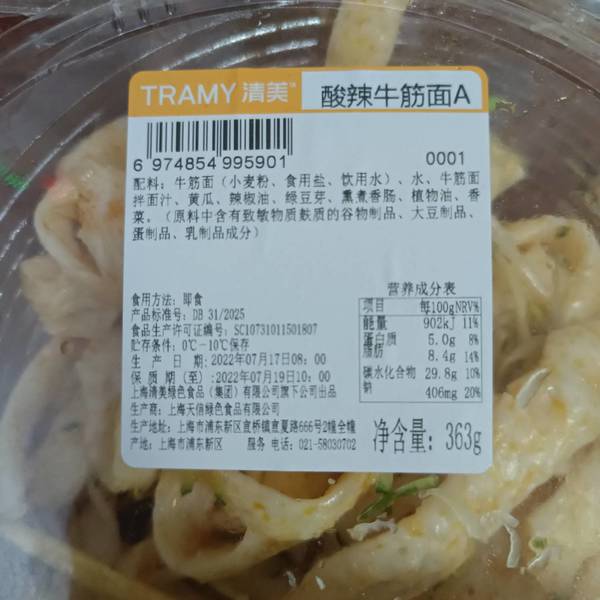 TRAMY 清美™ 酸辣牛筋面A
6 974854 995901 0001
配料：牛筋面（小麦粉、食用盐、饮用水）、水、牛筋面
拌面汁、黄瓜、辣椒油、绿豆芽、熏煮香肠、植物油、香
菜。（原料中含有致敏物质麸质的谷物制品、大豆制品、
蛋制品、乳制品成分）
营养成分表
项目 每100g NRV%
能量 902kJ 11%
蛋白质 5.0g 8%
脂肪 8.4g 14%
碳水化合物 29.8g 10%
钠 406mg 20%
食用方法：即食
产品标准号：DB 31/2025
食品生产许可证编号：SC10731011501807
贮存条件：0℃-10℃保存
生 产 日 期：2022年07月17日08：00
保 质 期（至）：2022年07月19日10：00
上海清美绿色食品（集团）有限公司旗下公司出品
生产商：上海天信绿色食品有限公司
生产地址：上海市浦东新区宣桥镇宣夏路666号2幢全幢
产地：上海市浦东新区 服务 电话：021-58030702
净含量：363g